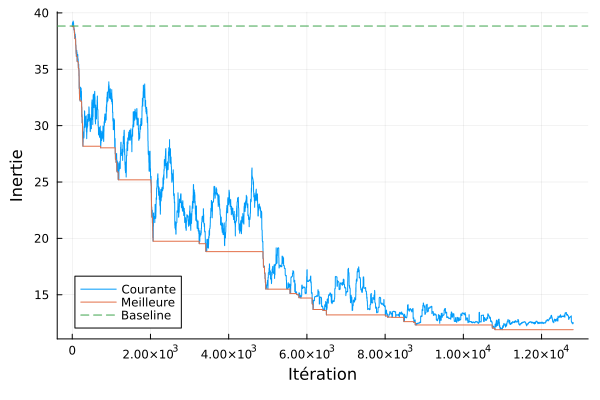 40
35
30
25
20
15
Inertie
Courante
Meilleure
Baseline
0
2.00×10³
4.00×10³
6.00×10³
8.00×10³
1.00×10⁴
1.20×10⁴
Itération